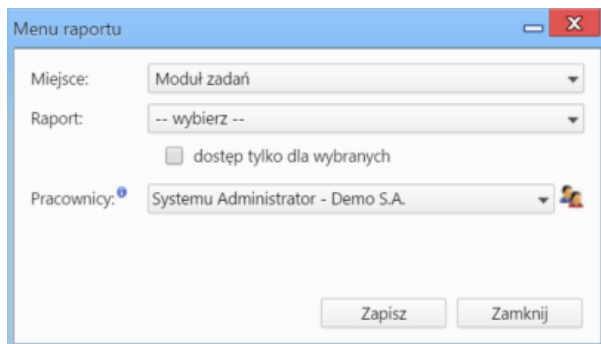 Menu raportu
Miejsce: Moduł zadań
Raport: -- wybierz --
dostęp tylko dla wybranych
Pracownicy: Systemu Administrator - Demo S.A.
Zapisz Zamknij